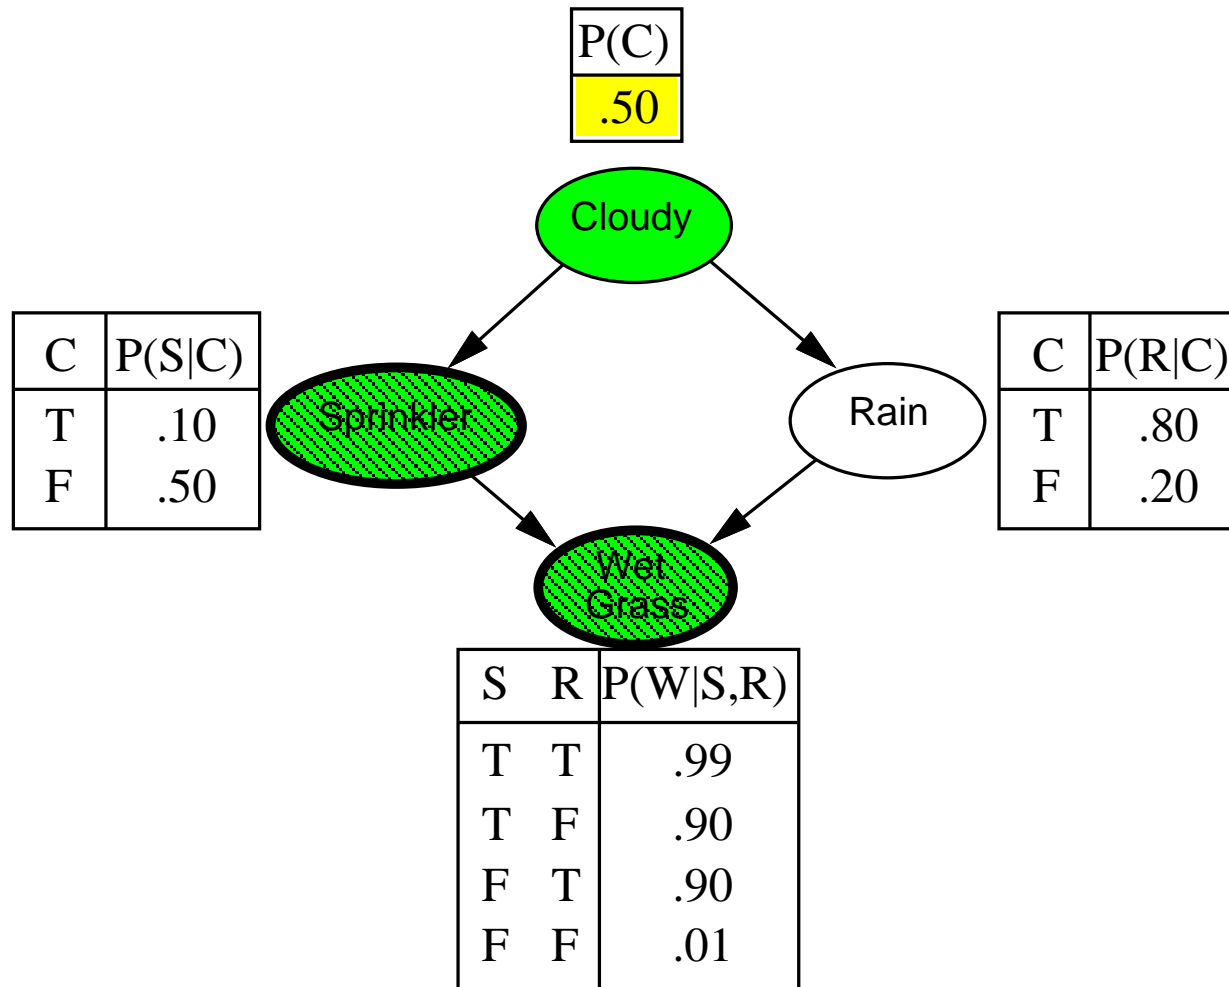 P(C)
.50
Cloudy
C P(S|C)
T .10
F .50
Sprinkler
Rain
C P(R|C)
T .80
F .20
Wet
Grass
S R P(W|S,R)
T T .99
T F .90
F T .90
F F .01